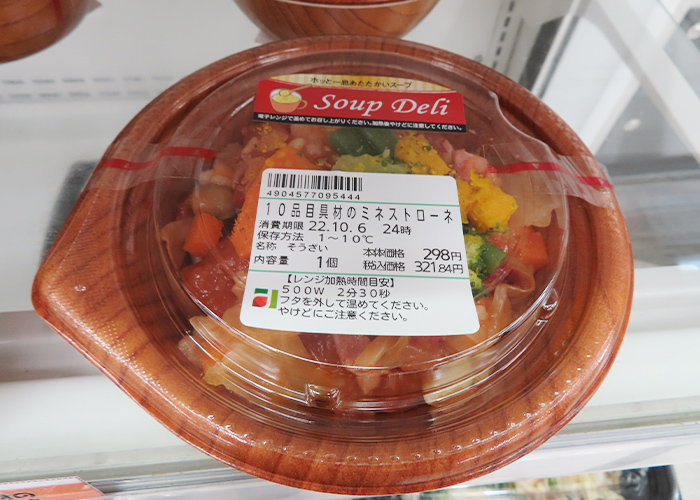 ホッと一息あたたかいスープ
Soup Deli
電子レンジで温めてお召し上がりください。加熱後やけどに注意してください。
4904577095444
10品目具材のミネストローネ
消費期限 22.10.6 24時
保存方法 1〜10℃
名称 そうざい 本体価格 298円
内容量 1個 税込価格 321.84円
【レンジ加熱時間目安】
500W 2分30秒
フタを外して温めてください。
やけどにご注意ください。